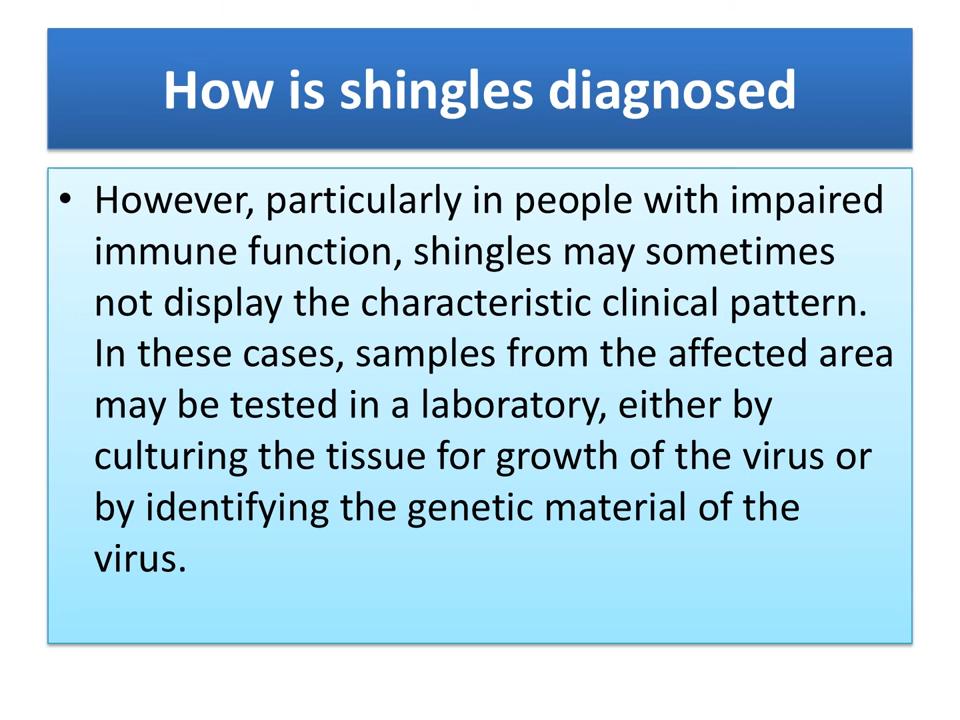 How is shingles diagnosed
• However, particularly in people with impaired
immune function, shingles may sometimes
not display the characteristic clinical pattern.
In these cases, samples from the affected area
may be tested in a laboratory, either by
culturing the tissue for growth of the virus or
by identifying the genetic material of the
virus.